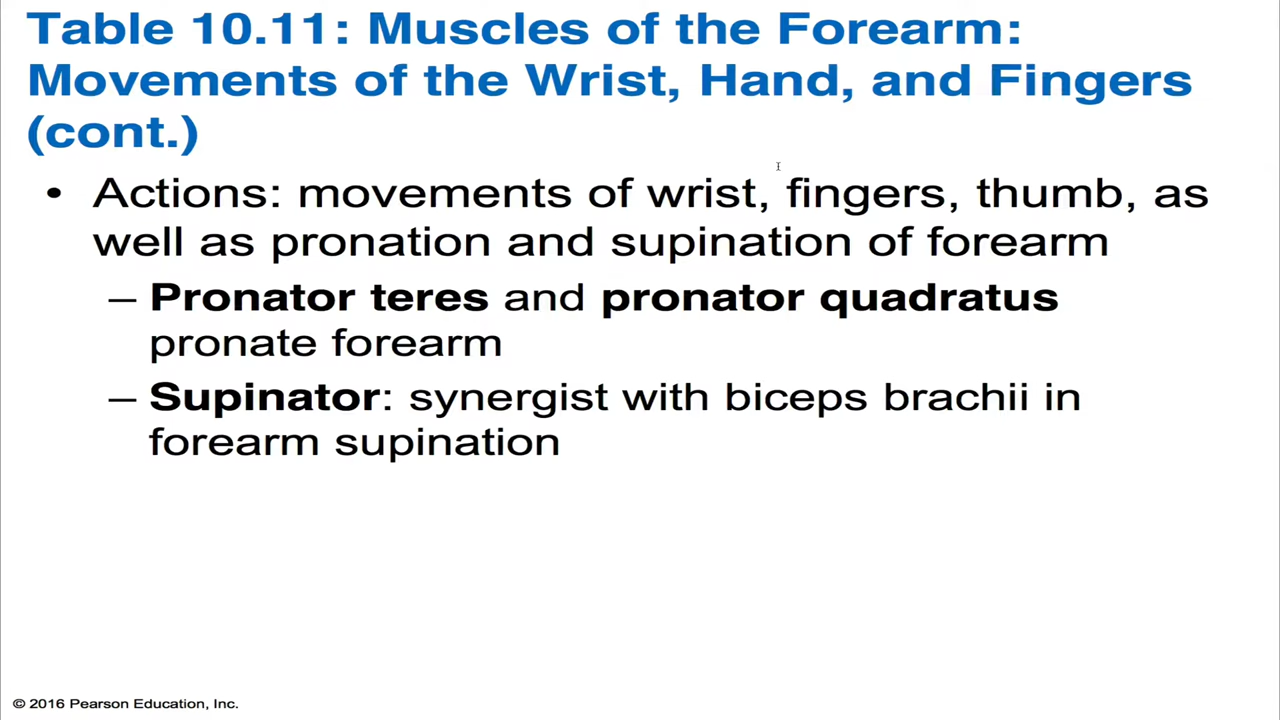 Table 10.11: Muscles of the Forearm:
Movements of the Wrist, Hand, and Fingers
(cont.)
• Actions: movements of wrist, fingers, thumb, as
well as pronation and supination of forearm
– Pronator teres and pronator quadratus
pronate forearm
– Supinator: synergist with biceps brachii in
forearm supination
© 2016 Pearson Education, Inc.